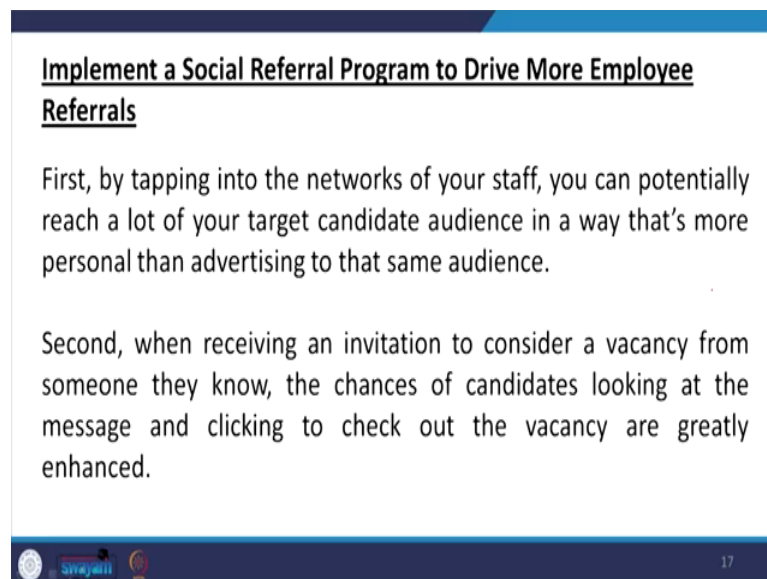 Implement a Social Referral Program to Drive More Employee
Referrals
First, by tapping into the networks of your staff, you can potentially
reach a lot of your target candidate audience in a way that's more
personal than advertising to that same audience.
Second, when receiving an invitation to consider a vacancy from
someone they know, the chances of candidates looking at the
message and clicking to check out the vacancy are greatly
enhanced.
swayam
17